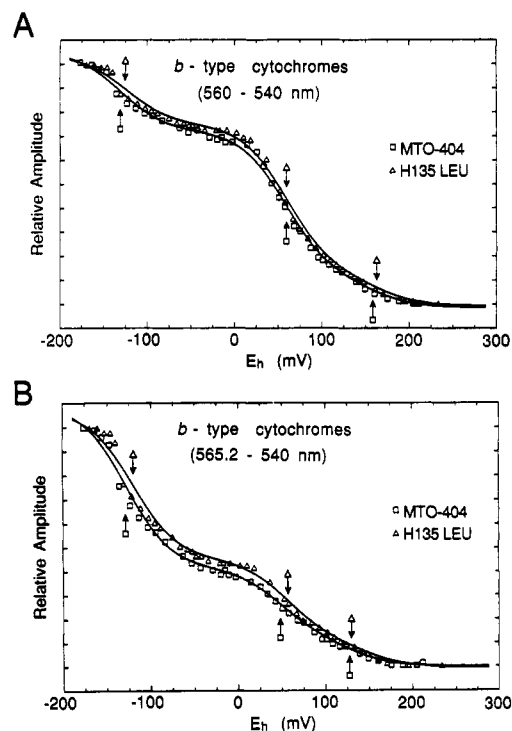 A
b - type cytochromes
(560 - 540 nm)
□ MTO-404
△ H135 LEU
Relative Amplitude
-200 -100 0 100 200 300
Eh (mV)
B
b - type cytochromes
(565.2 - 540 nm)
□ MTO-404
△ H135 LEU
Relative Amplitude
-200 -100 0 100 200 300
Eh (mV)